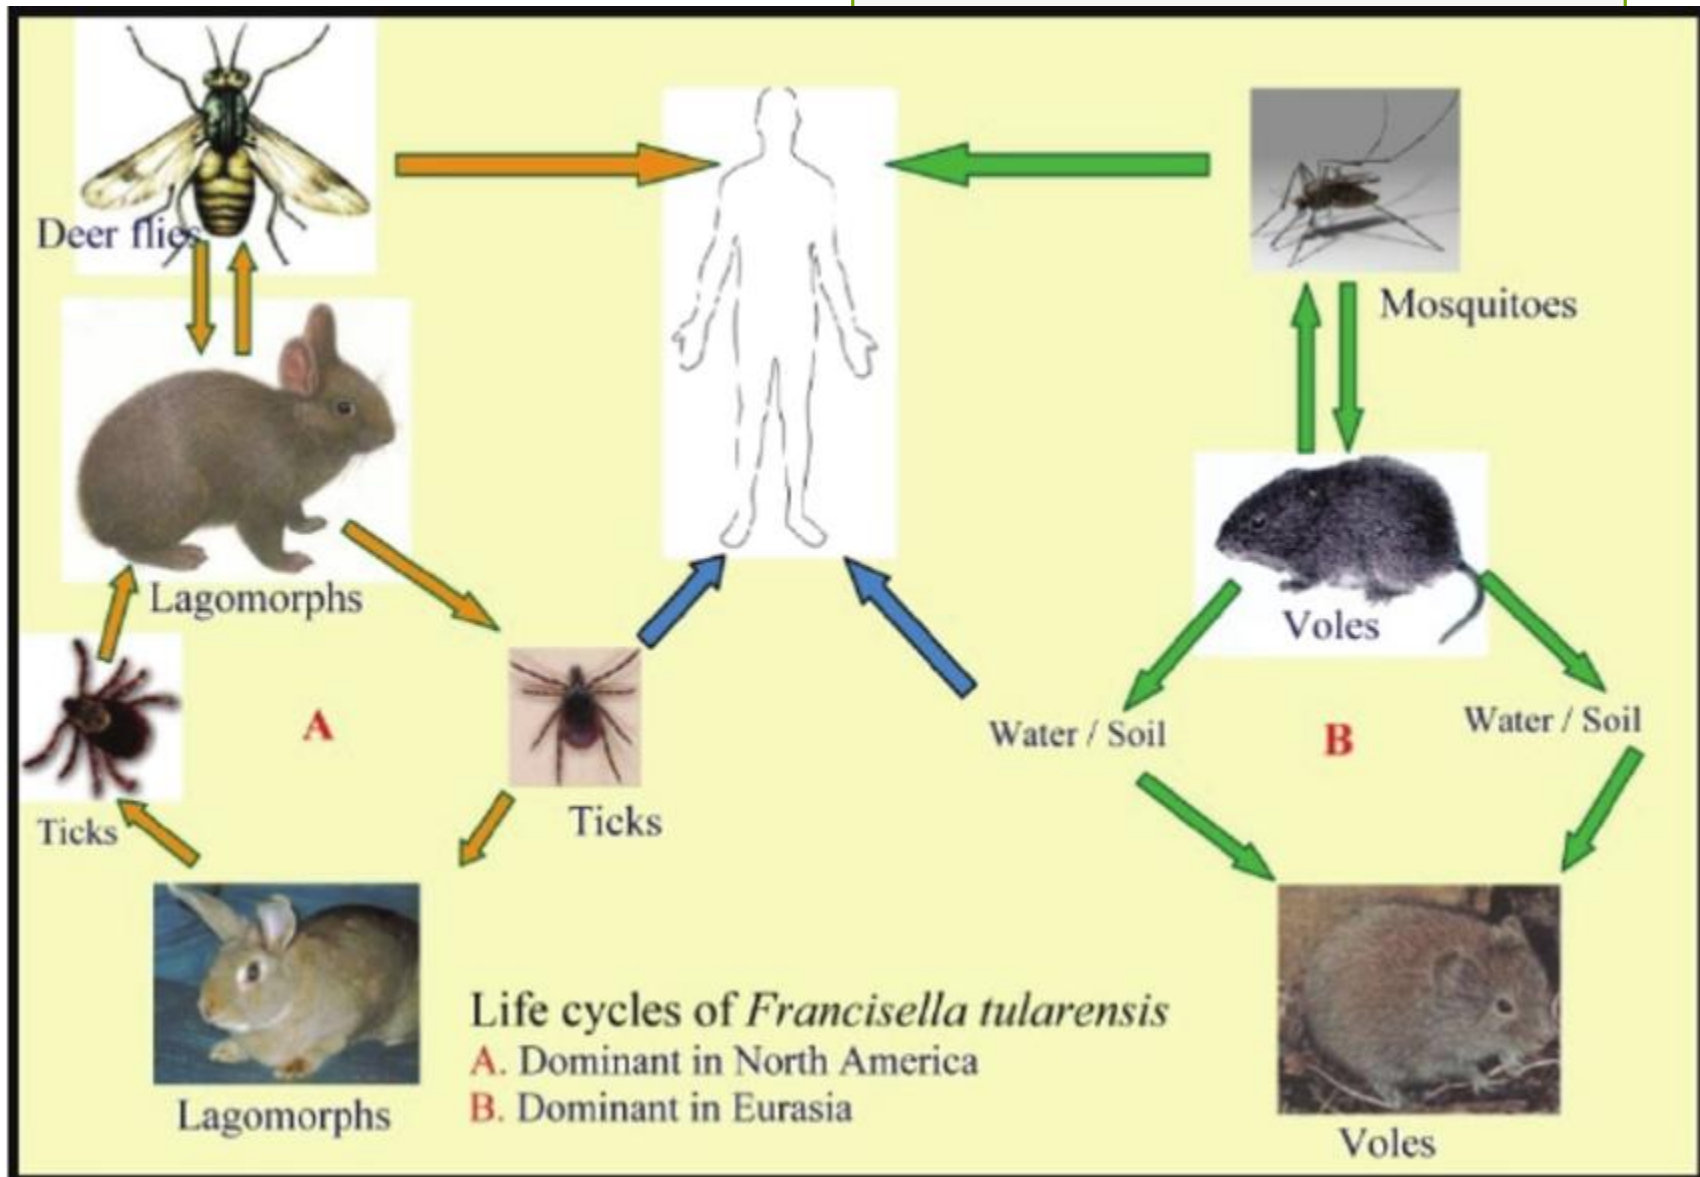 Deer flies
Mosquitoes
Lagomorphs
Voles
Water / Soil
A
Water / Soil
B
Ticks
Ticks
Life cycles of Francisella tularensis
A. Dominant in North America
B. Dominant in Eurasia
Lagomorphs
Voles